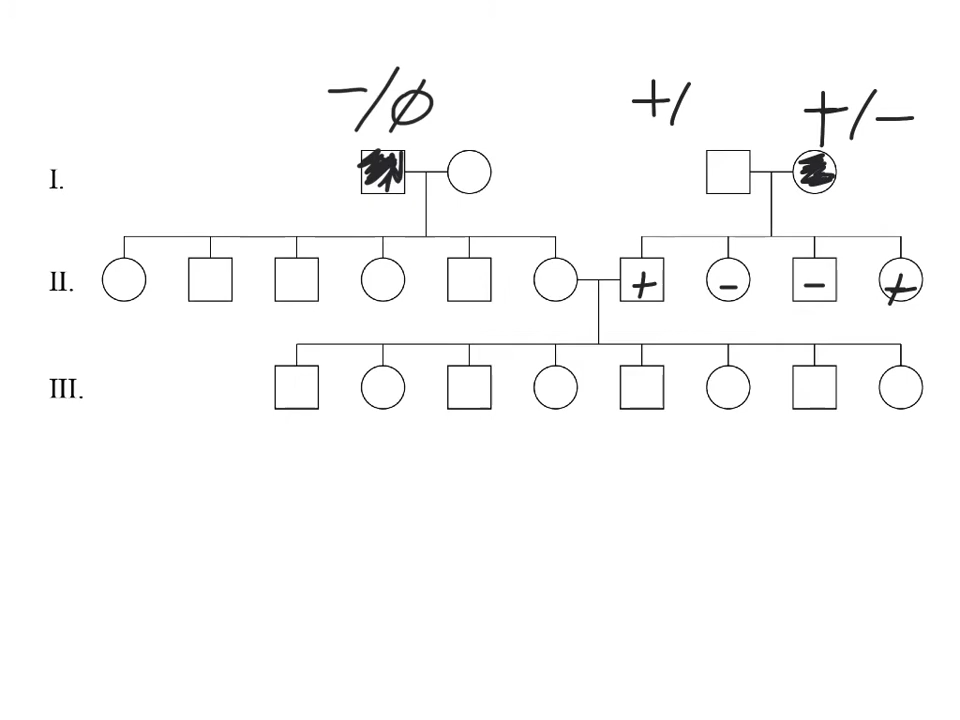 -/ϕ +/ +/-
I.
II. + - - +
III.